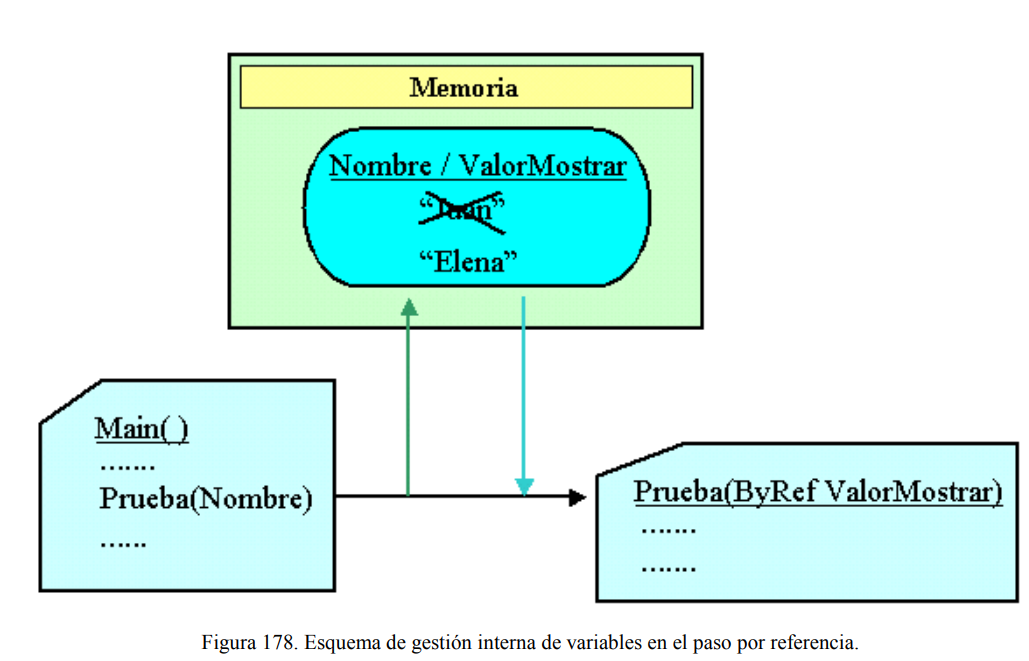 Memoria
Nombre / ValorMostrar
“Juan”
“Elena”
Main( )
.......
Prueba(Nombre)
......
Prueba(ByRef ValorMostrar)
.......
.......
Figura 178. Esquema de gestión interna de variables en el paso por referencia.